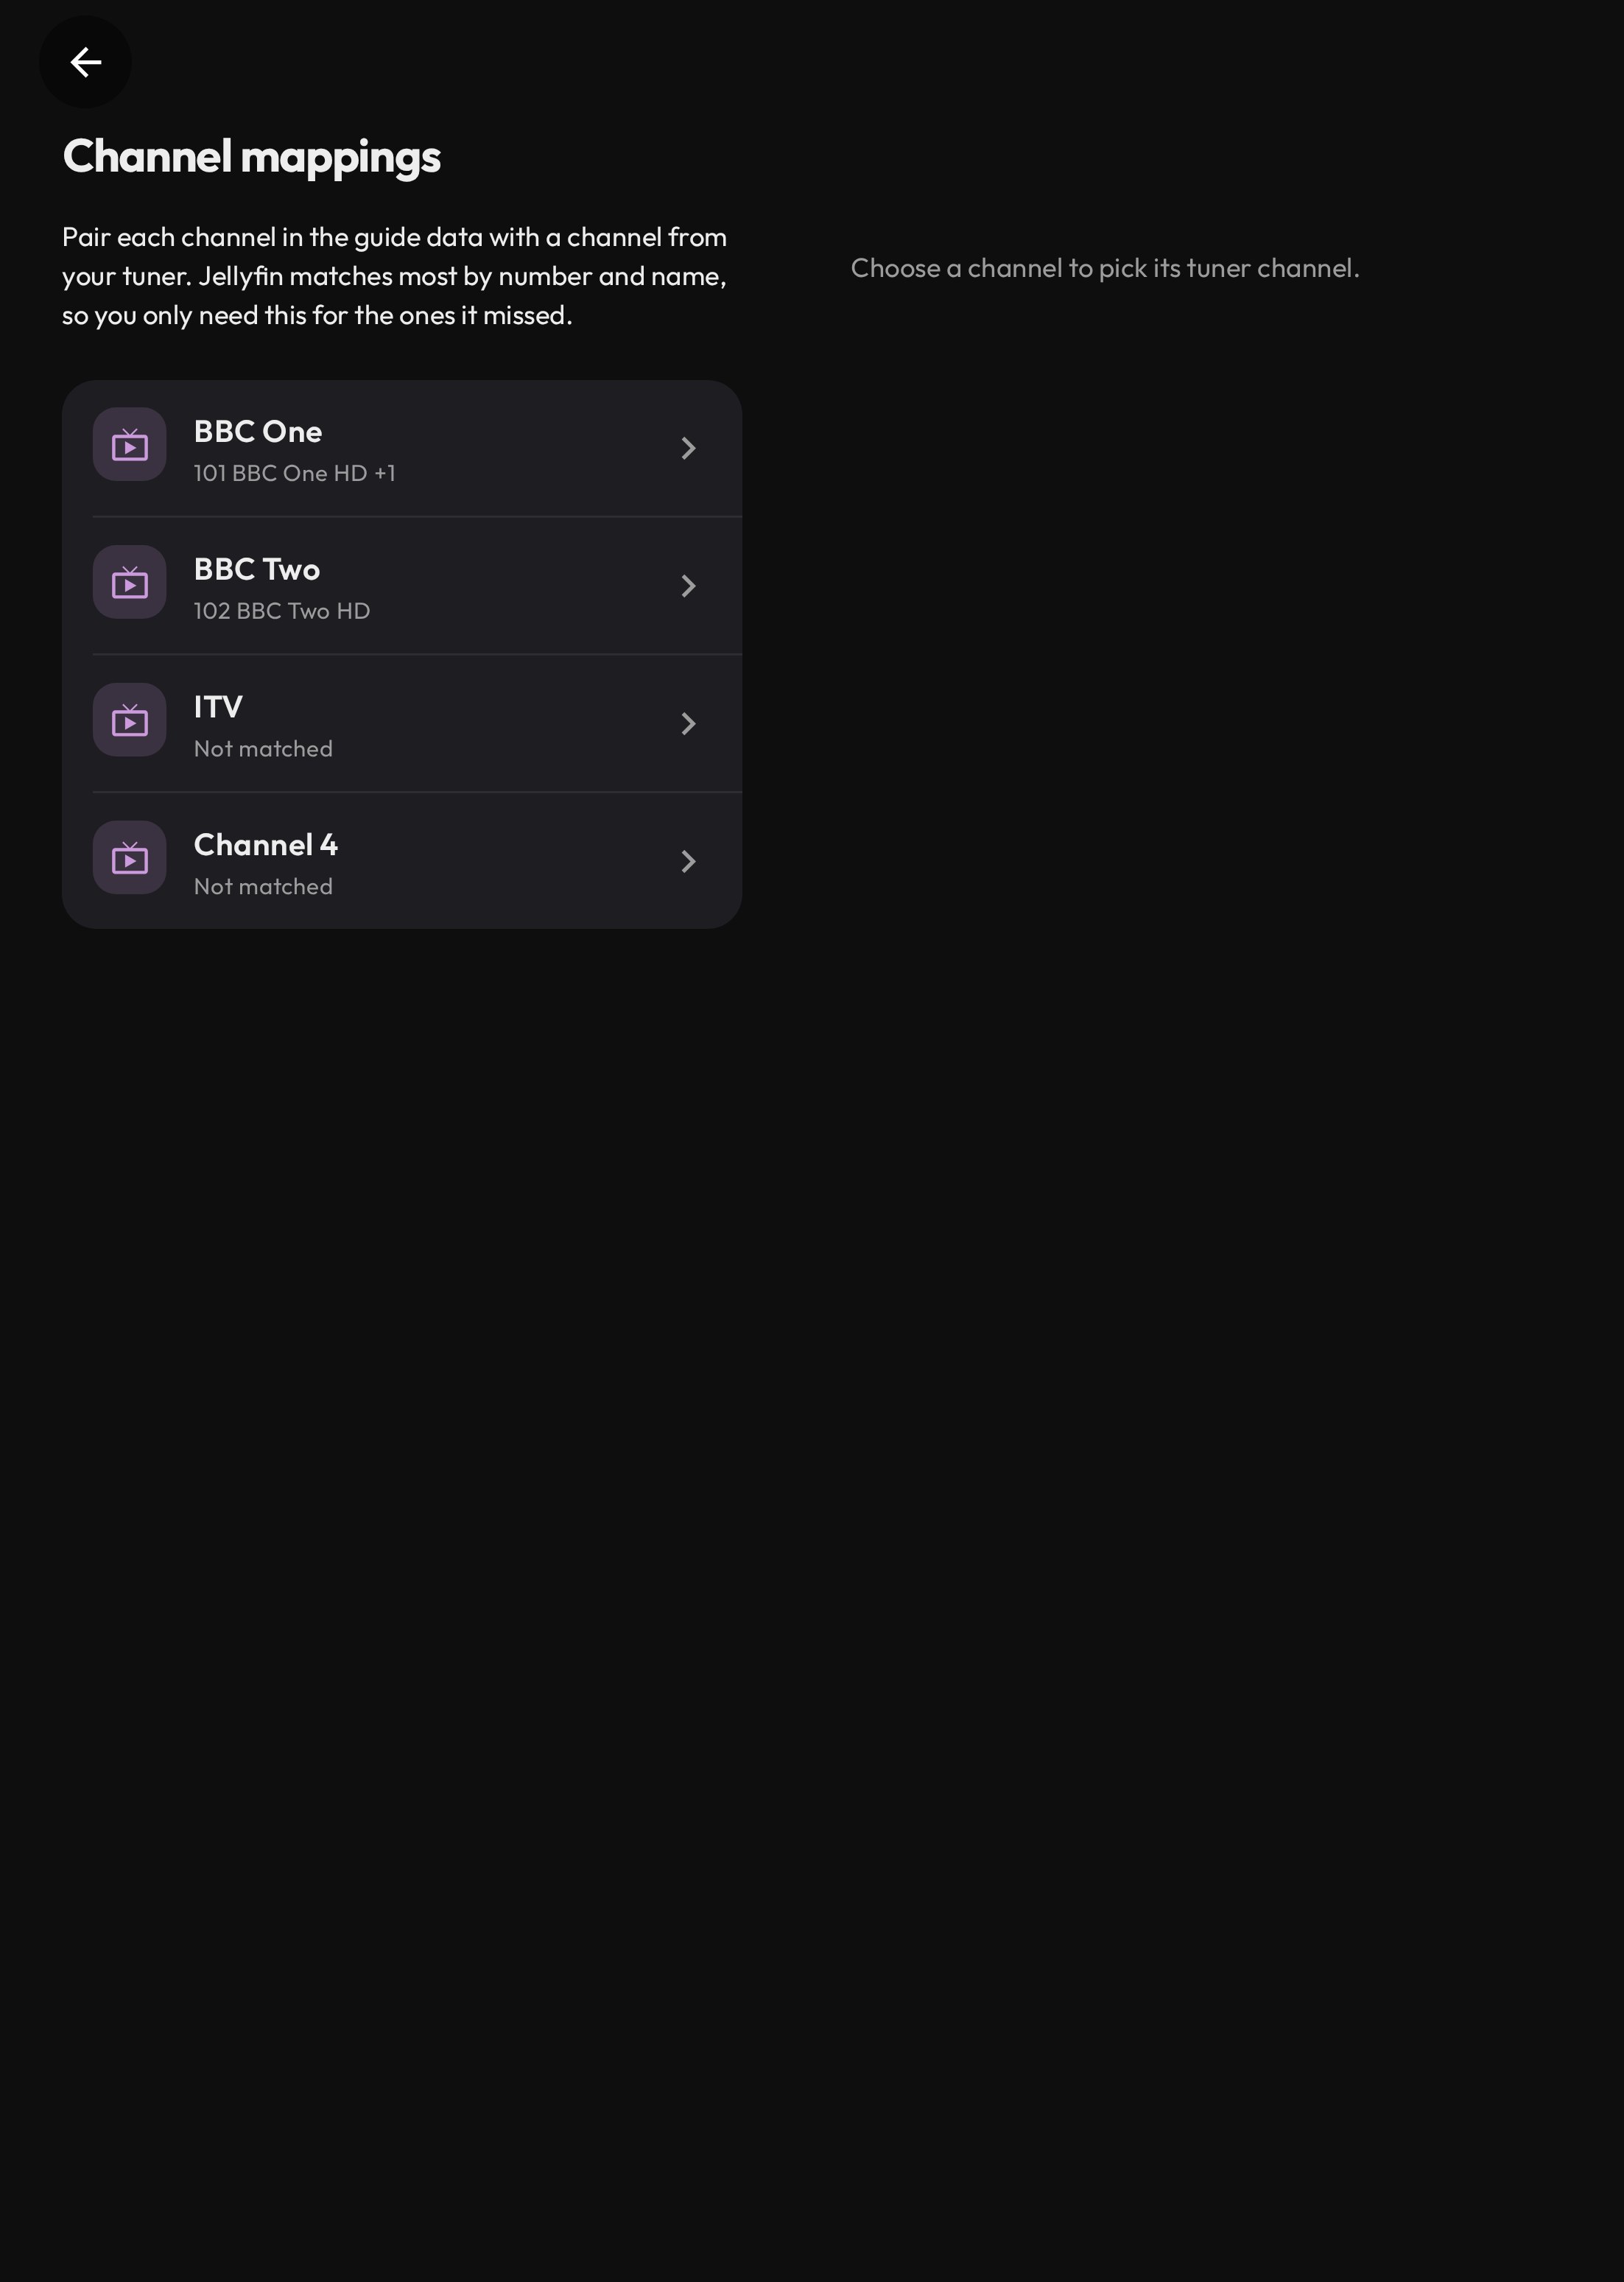 Channel mappings
Pair each channel in the guide data with a channel from
your tuner. Jellyfin matches most by number and name,
so you only need this for the ones it missed.
Choose a channel to pick its tuner channel.
BBC One
101 BBC One HD +1
BBC Two
102 BBC Two HD
ITV
Not matched
Channel 4
Not matched